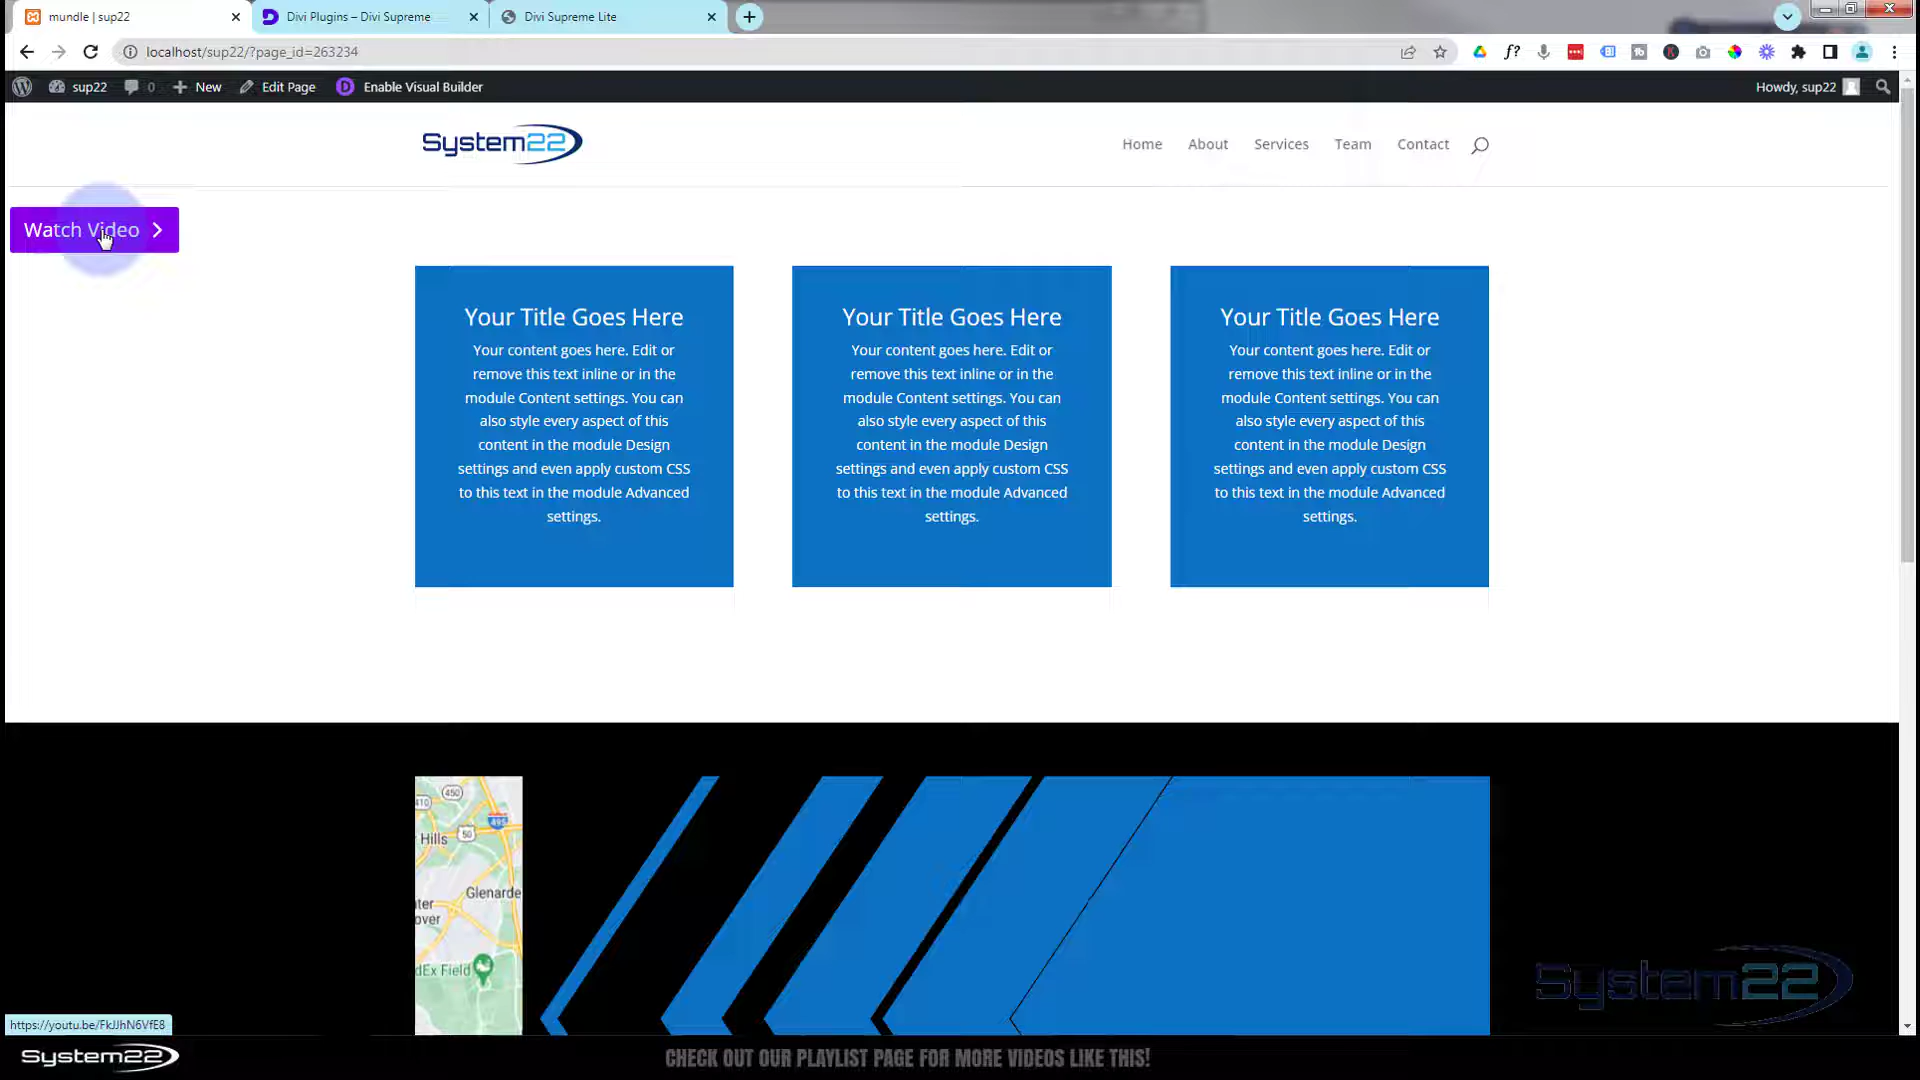 mundle | sup22
Divi Plugins – Divi Supreme
Divi Supreme Lite
localhost/sup22/?page_id=263234
sup22
0
New
Edit Page
Enable Visual Builder
Howdy, sup22
System22
Home
About
Services
Team
Contact
Watch Video
Your Title Goes Here
Your content goes here. Edit or
remove this text inline or in the
module Content settings. You can
also style every aspect of this
content in the module Design
settings and even apply custom CSS
to this text in the module Advanced
settings.
Your Title Goes Here
Your content goes here. Edit or
remove this text inline or in the
module Content settings. You can
also style every aspect of this
content in the module Design
settings and even apply custom CSS
to this text in the module Advanced
settings.
Your Title Goes Here
Your content goes here. Edit or
remove this text inline or in the
module Content settings. You can
also style every aspect of this
content in the module Design
settings and even apply custom CSS
to this text in the module Advanced
settings.
450
410
495
Hills
50
Glenarde
ter
over
dEx Field
System22
https://youtu.be/FkJJhN6VfE8
System22
CHECK OUT OUR PLAYLIST PAGE FOR MORE VIDEOS LIKE THIS!